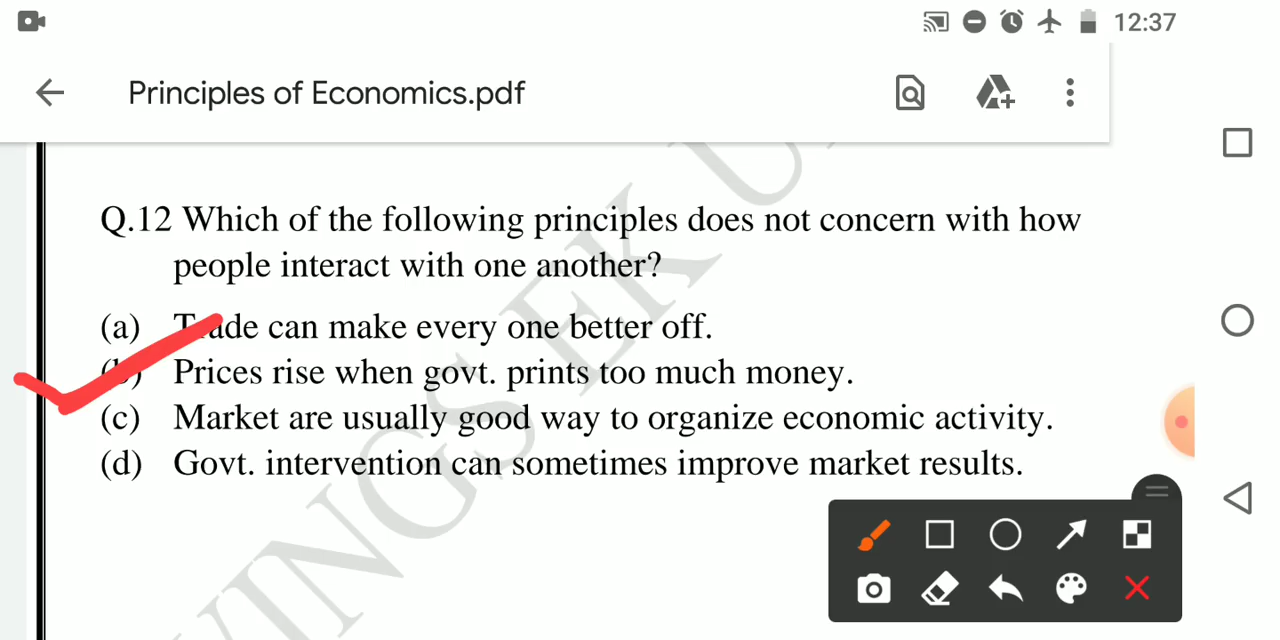 12:37
Principles of Economics.pdf
Q.12 Which of the following principles does not concern with how
people interact with one another?
(a) Trade can make every one better off.
(b) Prices rise when govt. prints too much money.
(c) Market are usually good way to organize economic activity.
(d) Govt. intervention can sometimes improve market results.